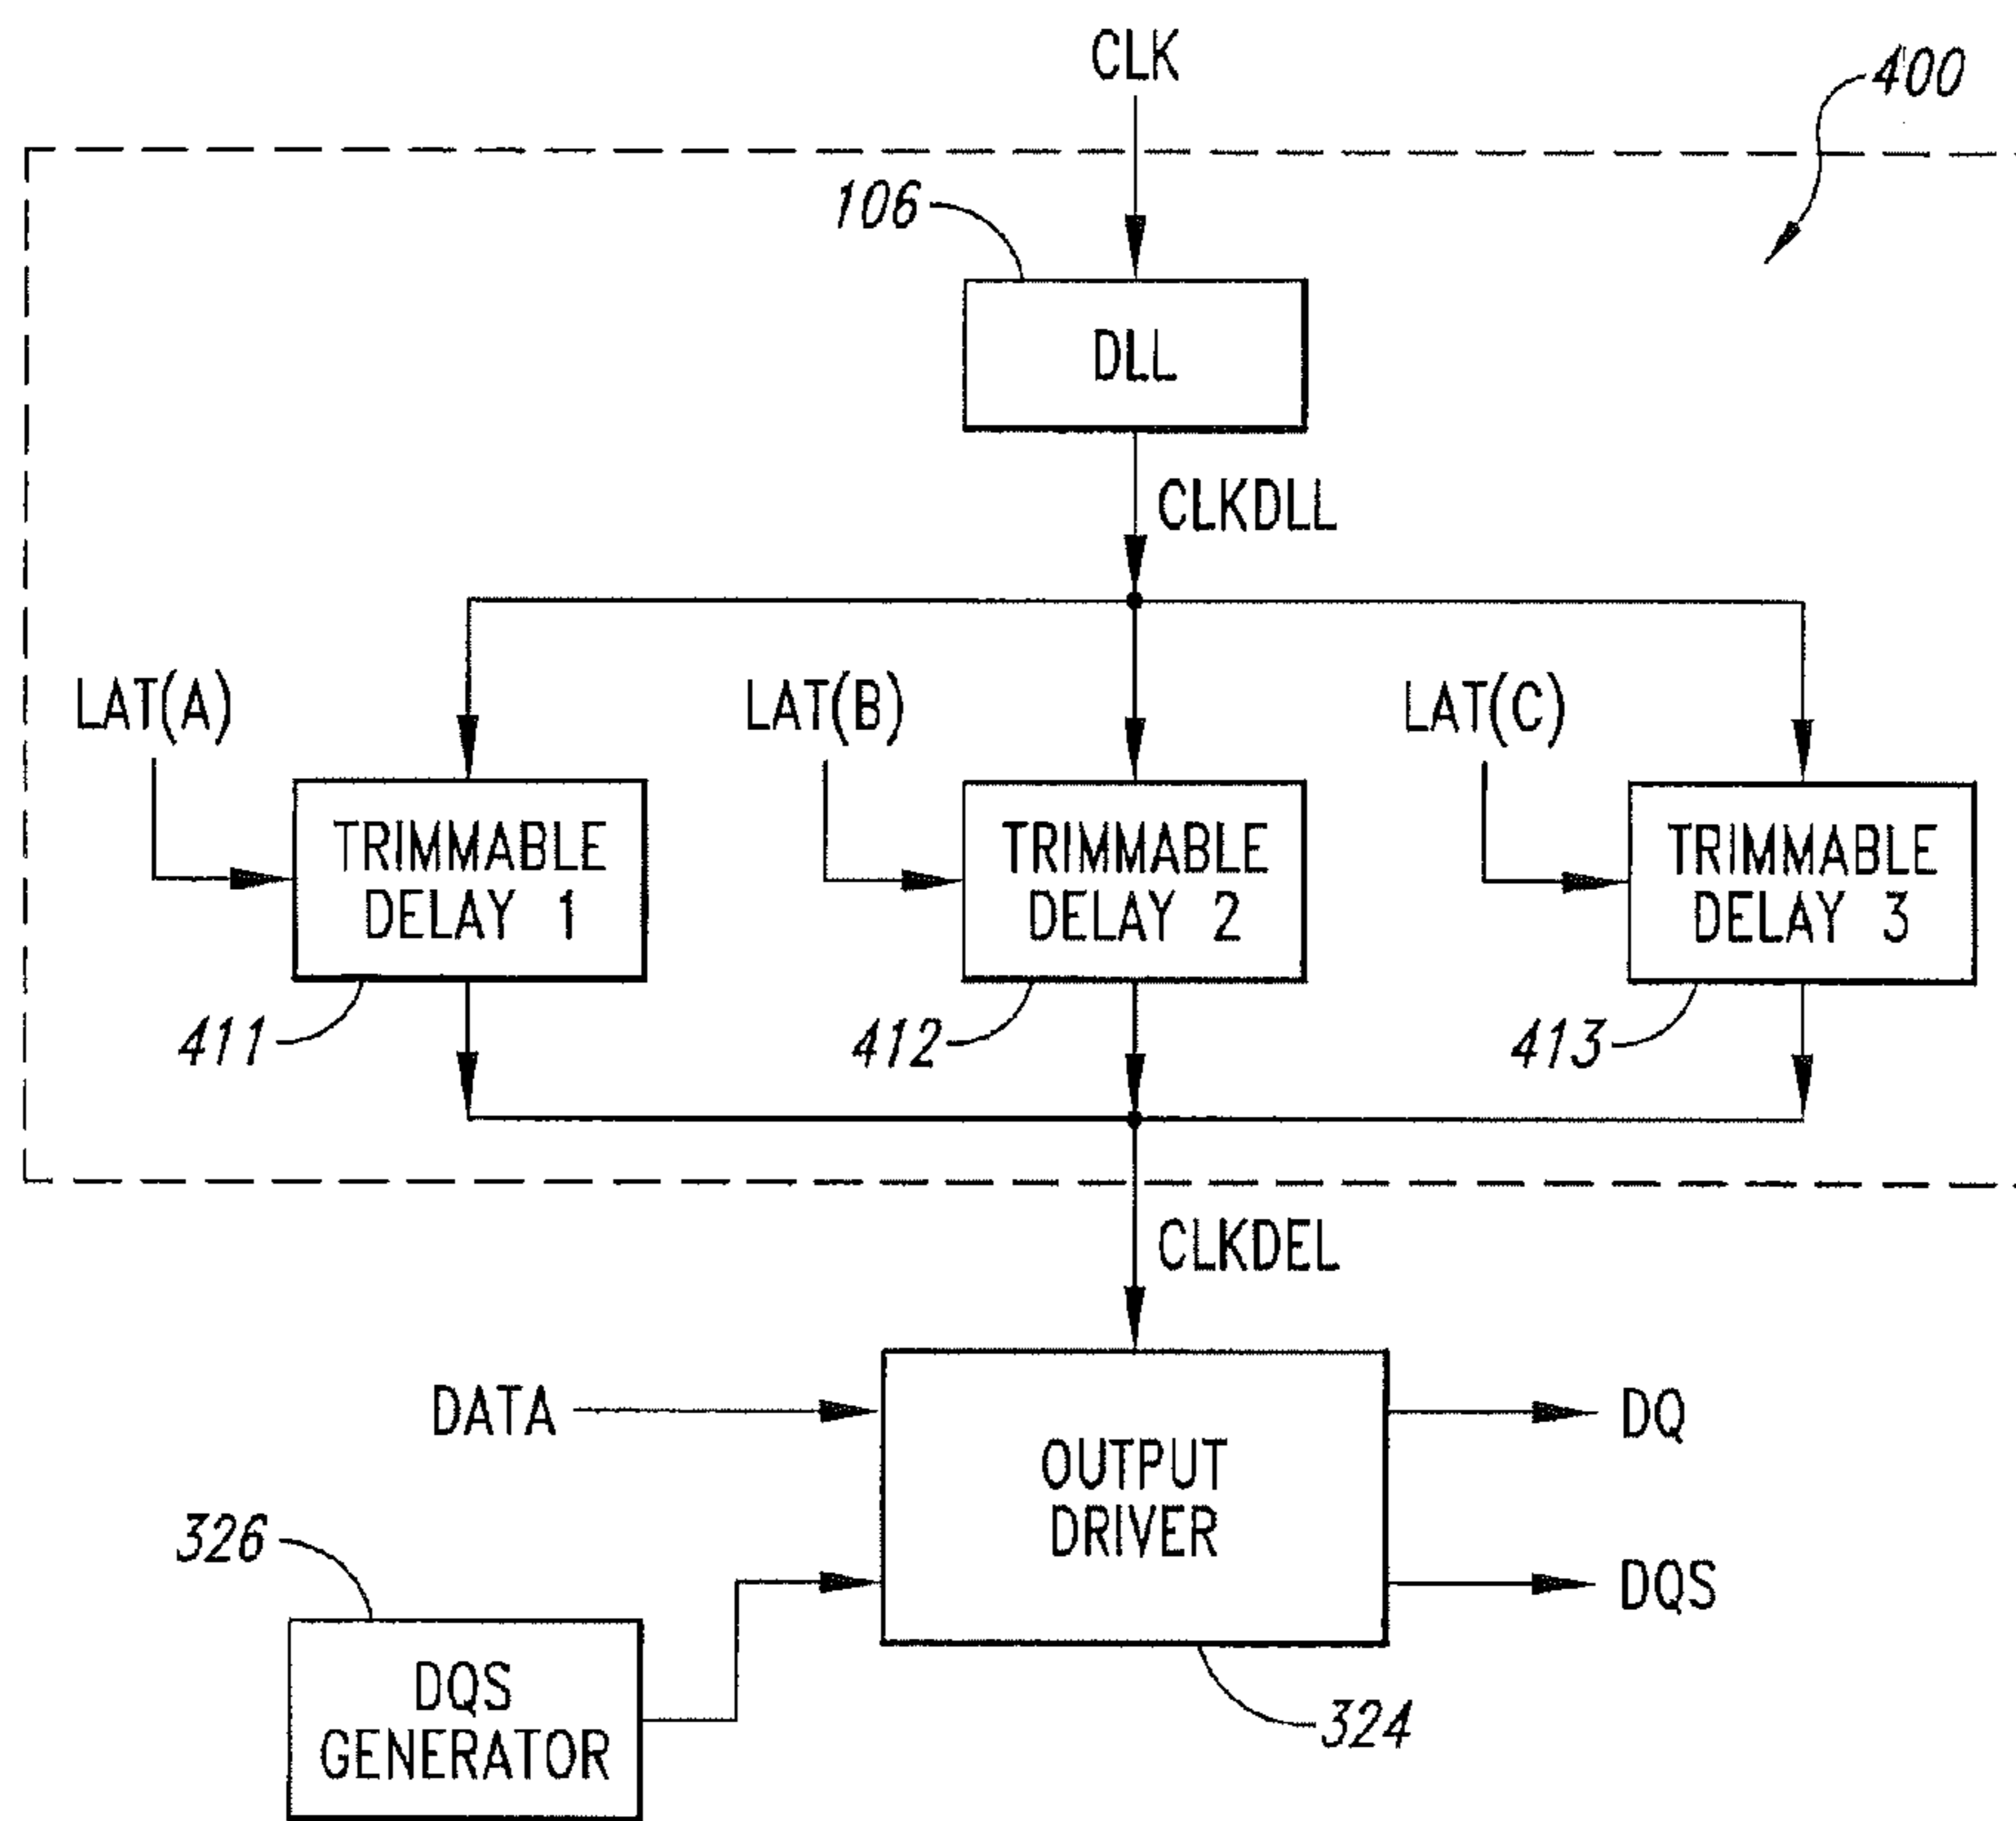 CLK
400
106
DLL
CLKDLL
LAT(A)
LAT(B)
LAT(C)
TRIMMABLE
DELAY 1
TRIMMABLE
DELAY 2
TRIMMABLE
DELAY 3
411
412
413
CLKDEL
DATA
OUTPUT
DRIVER
DQ
DQS
326
DQS
GENERATOR
324